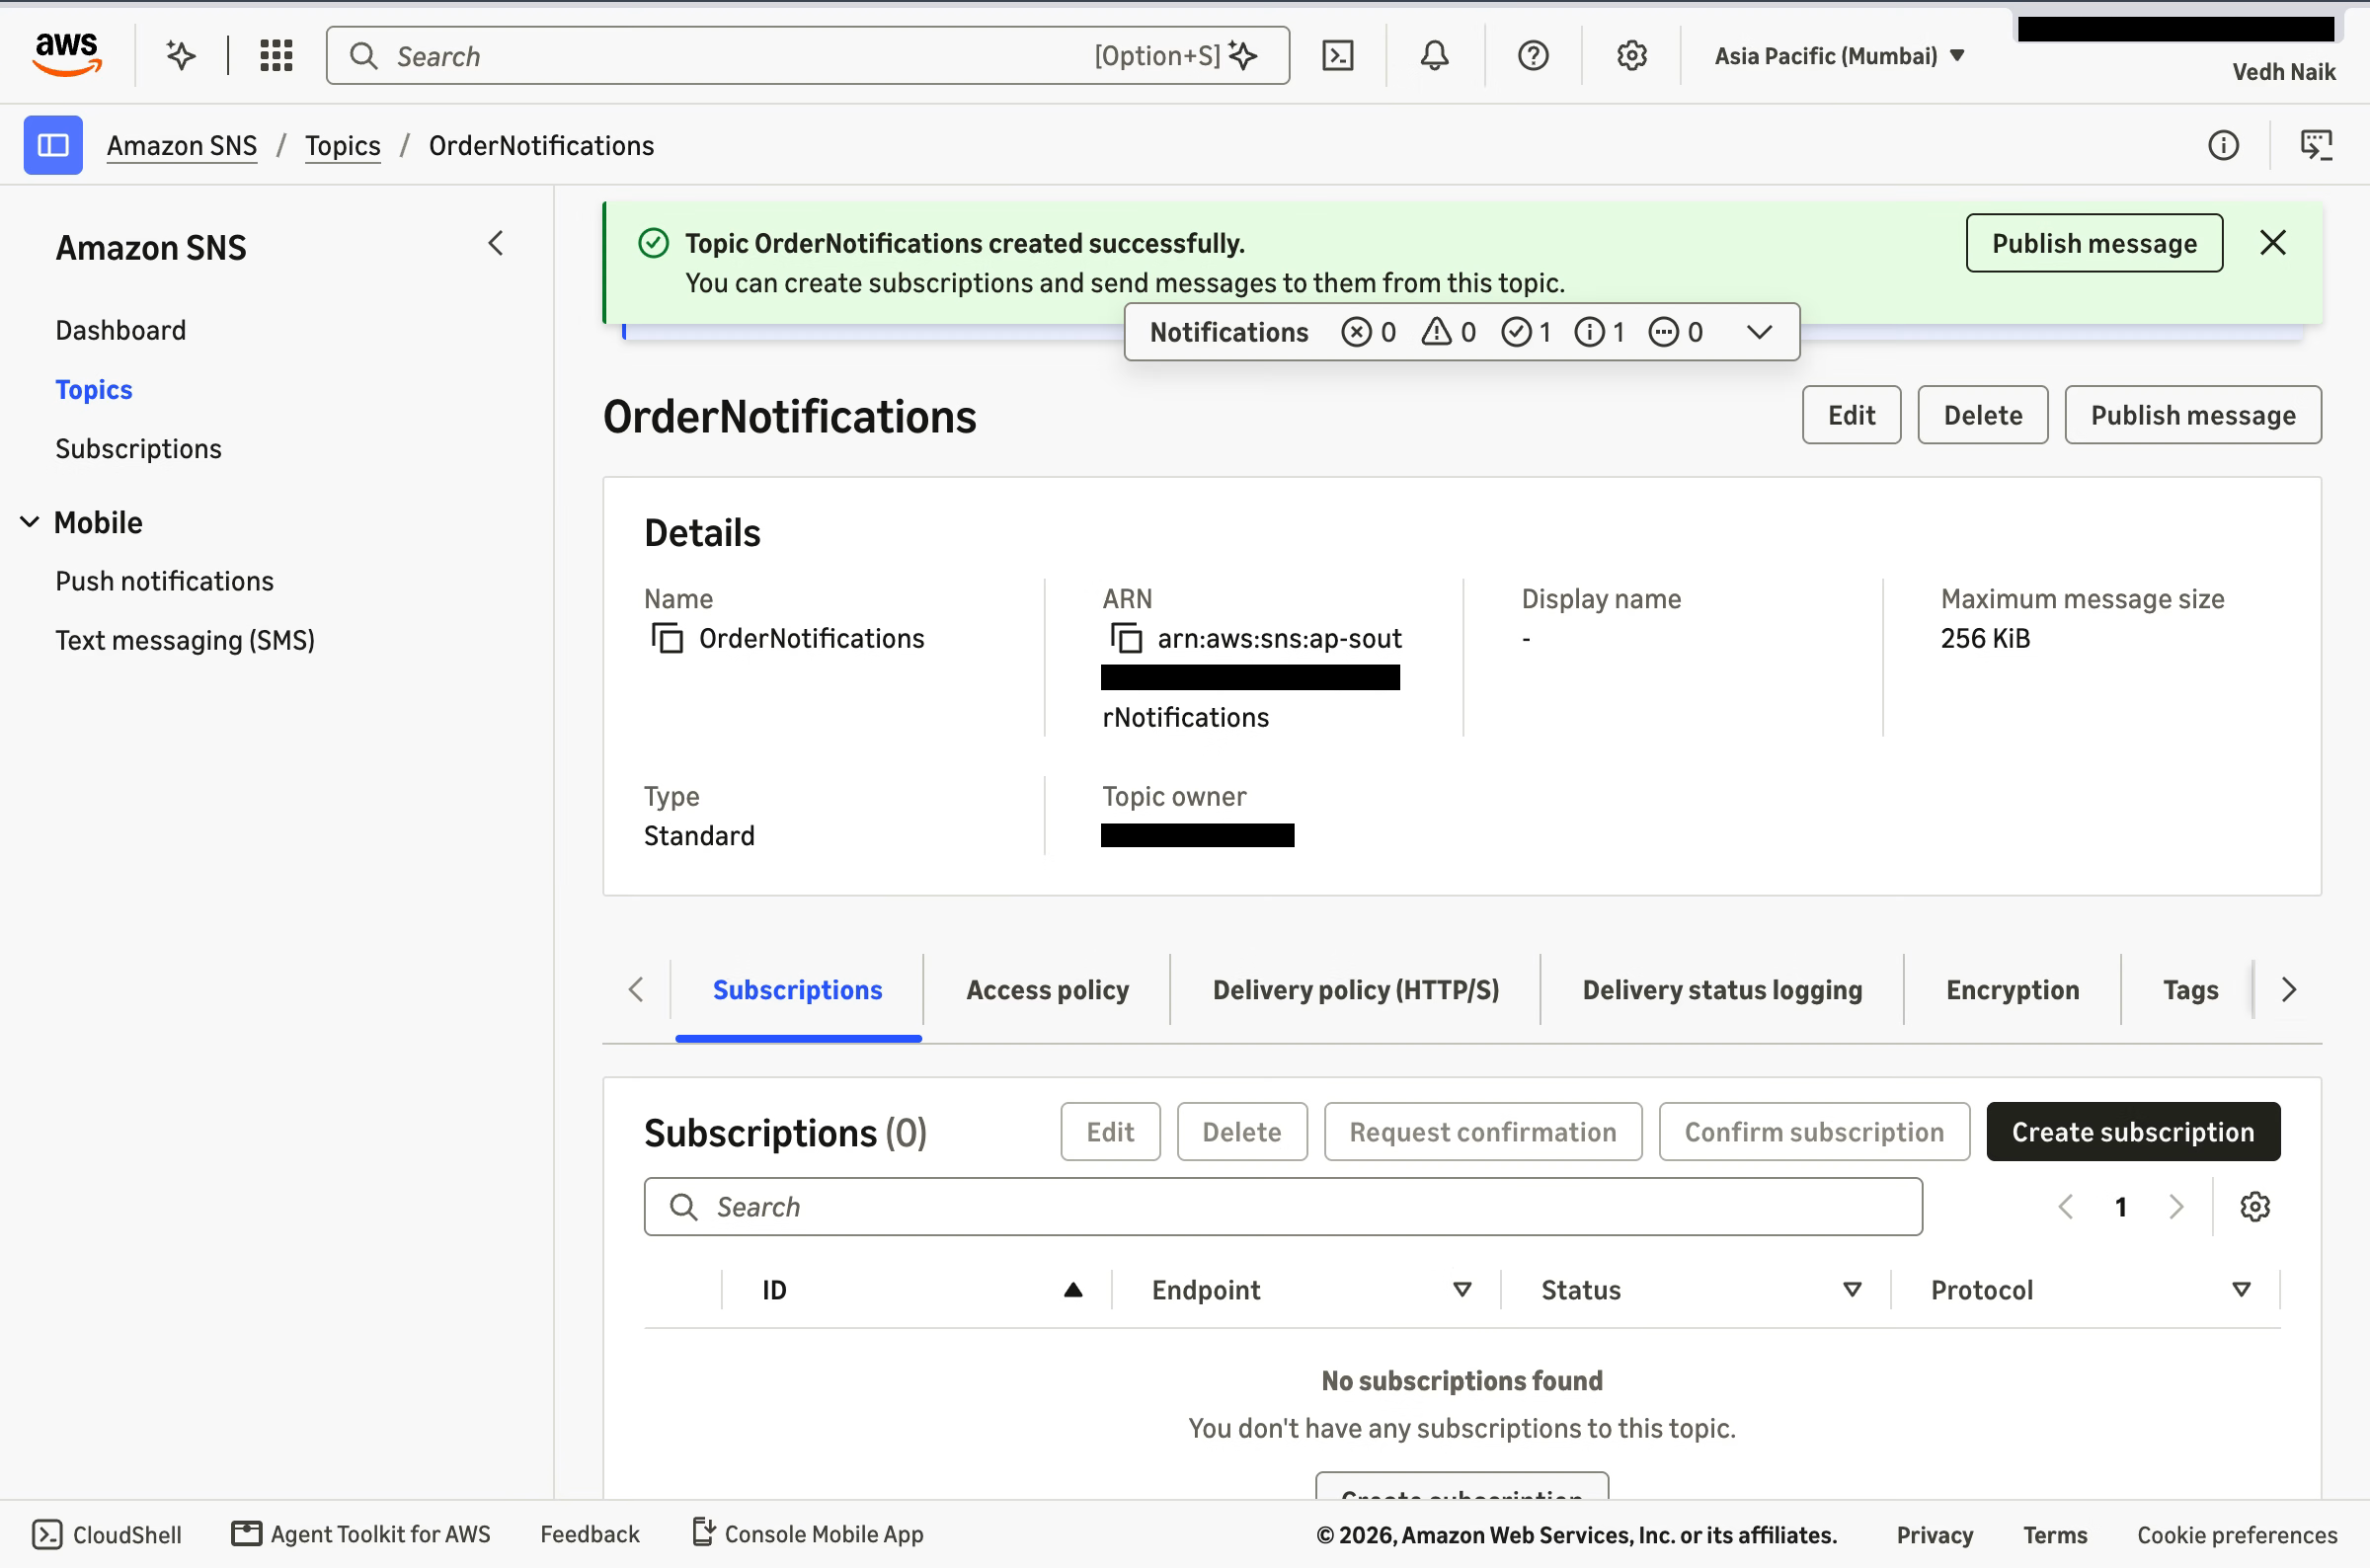 aws
Search [Option+S]
Asia Pacific (Mumbai)
Vedh Naik
Amazon SNS / Topics / OrderNotifications
Amazon SNS
Dashboard
Topics
Subscriptions
Mobile
Push notifications
Text messaging (SMS)
Topic OrderNotifications created successfully.
You can create subscriptions and send messages to them from this topic.
Publish message
Notifications 0 0 1 1 0
OrderNotifications
Edit Delete Publish message
Details
Name
OrderNotifications
ARN
arn:aws:sns:ap-sout
rNotifications
Display name
-
Maximum message size
256 KiB
Type
Standard
Topic owner
Subscriptions Access policy Delivery policy (HTTP/S) Delivery status logging Encryption Tags
Subscriptions (0)
Edit Delete Request confirmation Confirm subscription Create subscription
Search
1
ID Endpoint Status Protocol
No subscriptions found
You don't have any subscriptions to this topic.
Create subscription
CloudShell Agent Toolkit for AWS Feedback Console Mobile App © 2026, Amazon Web Services, Inc. or its affiliates. Privacy Terms Cookie preferences